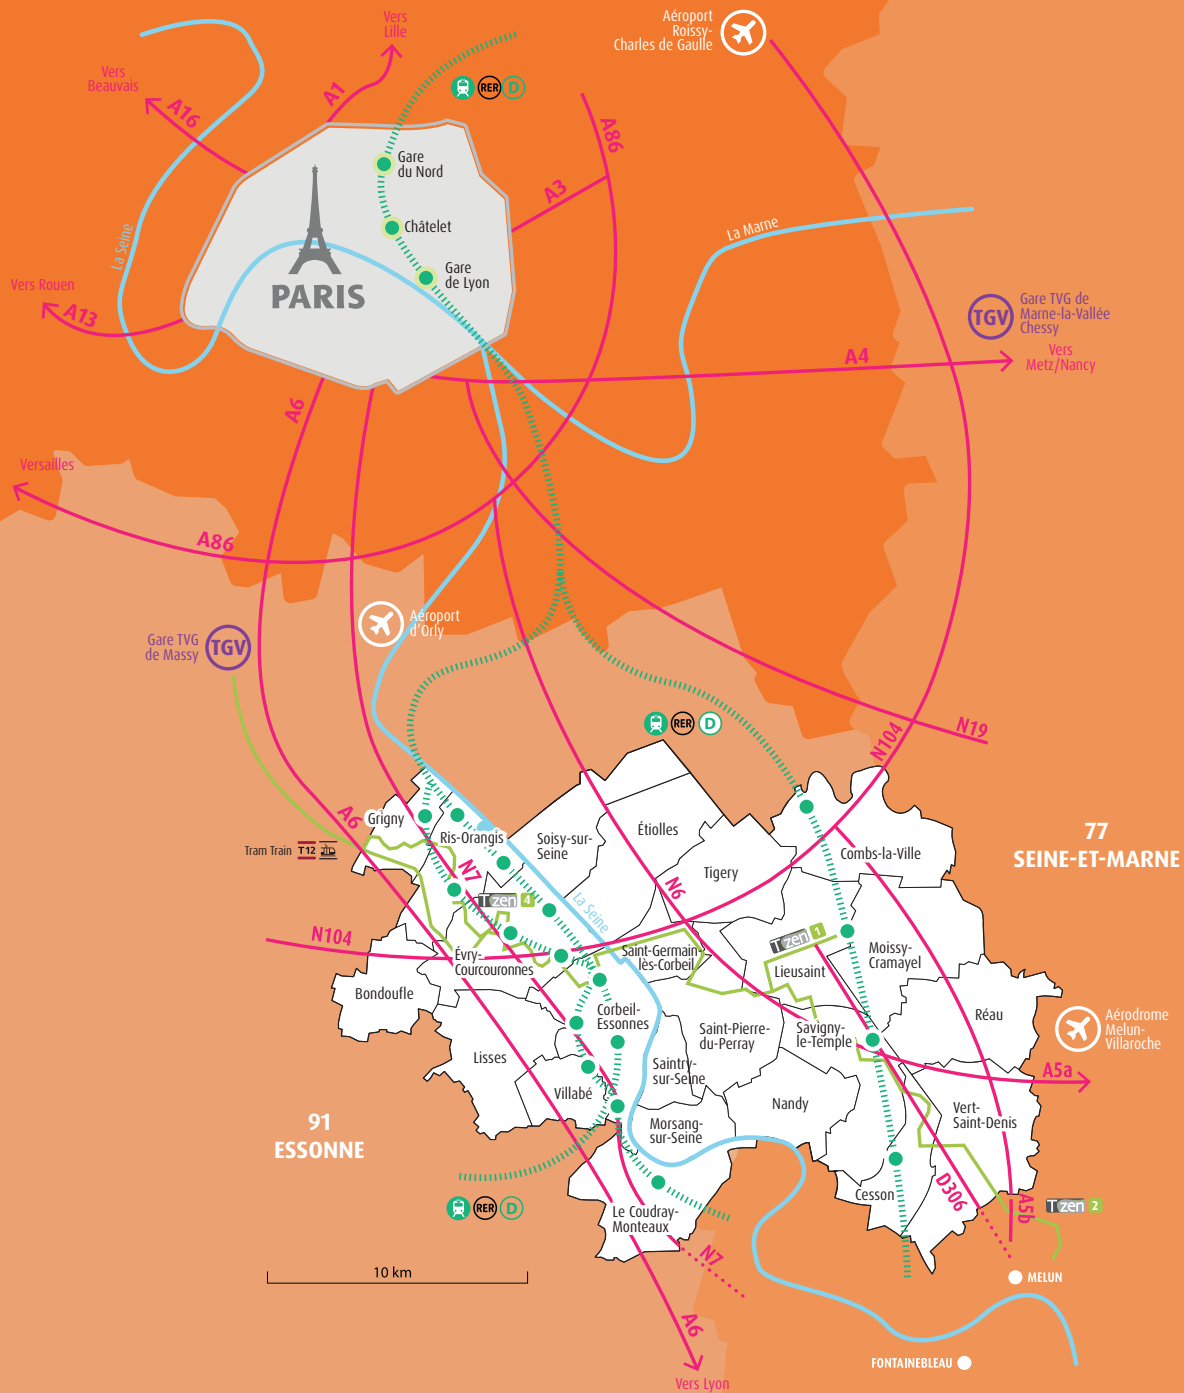 Vers
Lille
Aéroport
Roissy-
Charles de Gaulle
Vers
Beauvais
A16
A1
RER
D
A86
Gare
du Nord
A3
Châtelet
La Marne
La Seine
Gare
de Lyon
PARIS
Vers Rouen
A13
TGV
Gare TVG de
Marne-la-Vallée
Chessy
A4
Vers
Metz/Nancy
A6
Versailles
A86
Aéroport
d'Orly
Gare TVG
de Massy
TGV
RER
D
N19
N104
A6
Grigny
Ris-Orangis
Soisy-sur-
Seine
Étiolles
Tigery
Combs-la-Ville
77
SEINE-ET-MARNE
Tram Train
T12
N7
N6
Tzen 4
La Seine
Tzen 1
N104
Évry-
Courcouronnes
Saint-Germain-
lès-Corbeil
Lieusaint
Moissy-
Cramayel
Bondoufle
Corbeil-
Essonnes
Saint-Pierre-
du-Perray
Savigny-
le-Temple
Réau
Aérodrome
Melun-
Villaroche
Lisses
Saintry-
sur-Seine
A5a
Villabé
Nandy
Vert-
Saint-Denis
91
ESSONNE
Morsang-
sur-Seine
Cesson
D306
A5b
Tzen 2
RER
D
Le Coudray-
Monteaux
N7
10 km
MELUN
A6
FONTAINEBLEAU
Vers Lyon